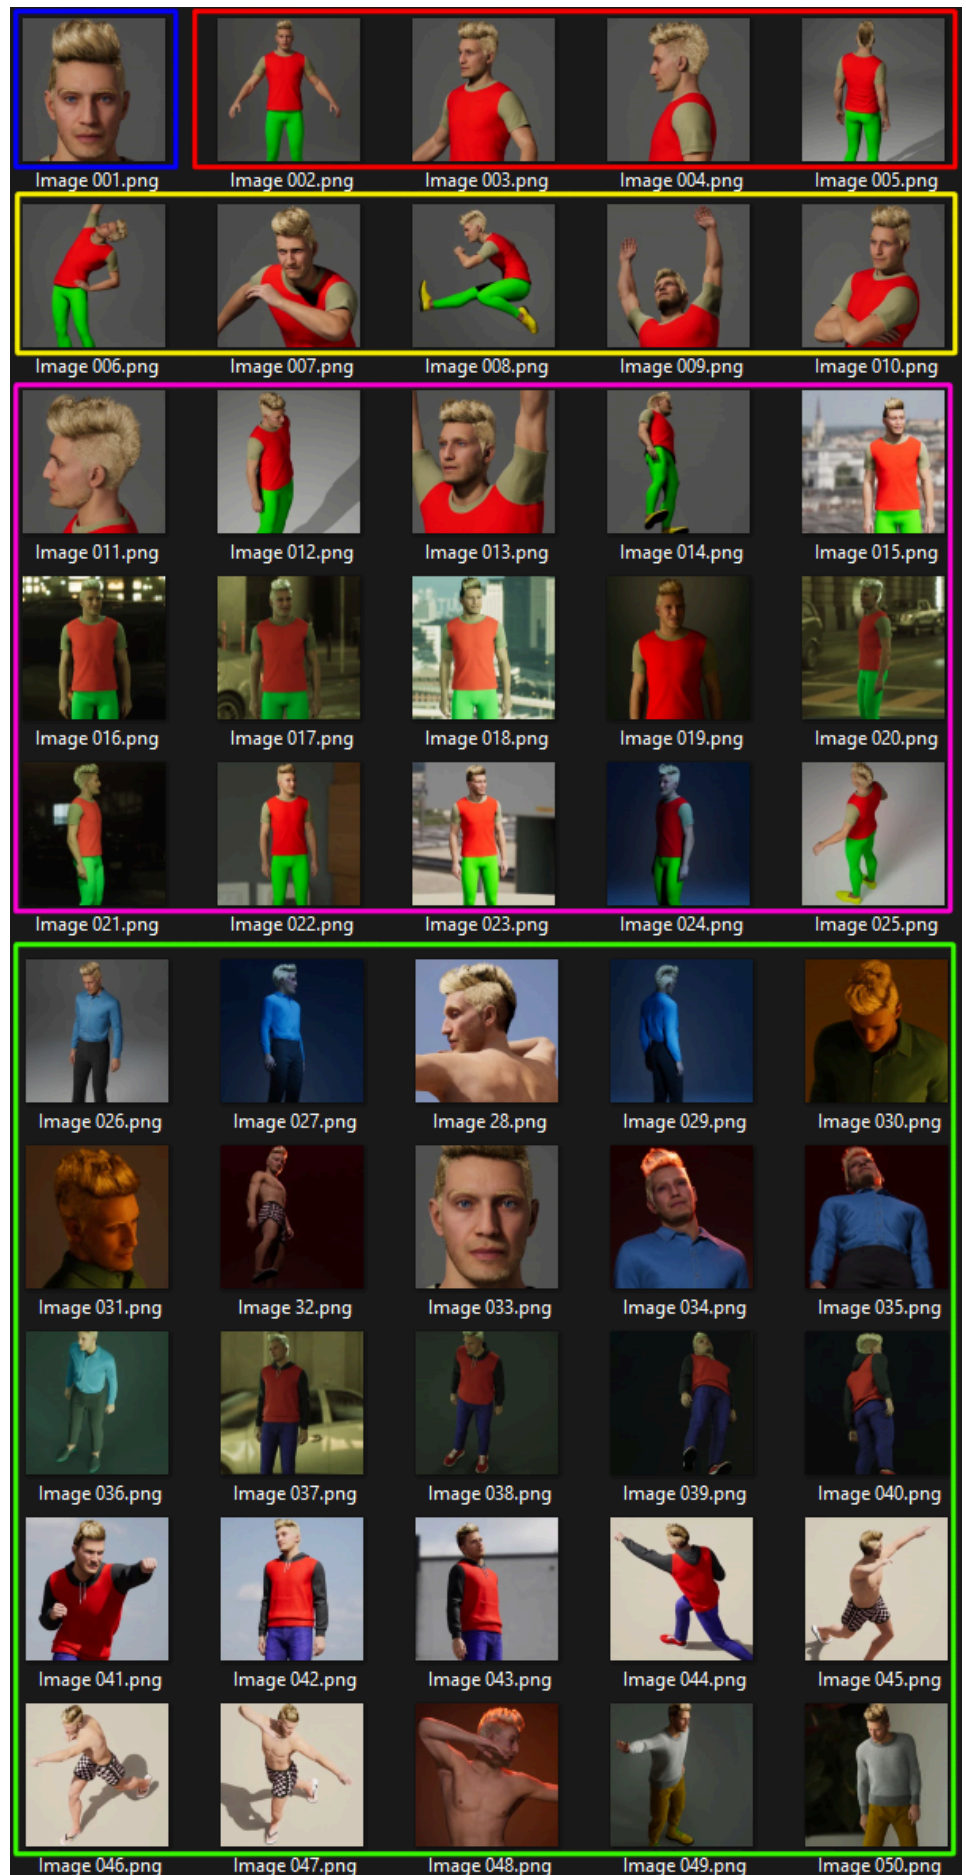 Image 001.png
Image 002.png
Image 003.png
Image 004.png
Image 005.png
Image 006.png
Image 007.png
Image 008.png
Image 009.png
Image 010.png
Image 011.png
Image 012.png
Image 013.png
Image 014.png
Image 015.png
Image 016.png
Image 017.png
Image 018.png
Image 019.png
Image 020.png
Image 021.png
Image 022.png
Image 023.png
Image 024.png
Image 025.png
Image 026.png
Image 027.png
Image 28.png
Image 029.png
Image 030.png
Image 031.png
Image 32.png
Image 033.png
Image 034.png
Image 035.png
Image 036.png
Image 037.png
Image 038.png
Image 039.png
Image 040.png
Image 041.png
Image 042.png
Image 043.png
Image 044.png
Image 045.png
Image 046.png
Image 047.png
Image 048.png
Image 049.png
Image 050.png